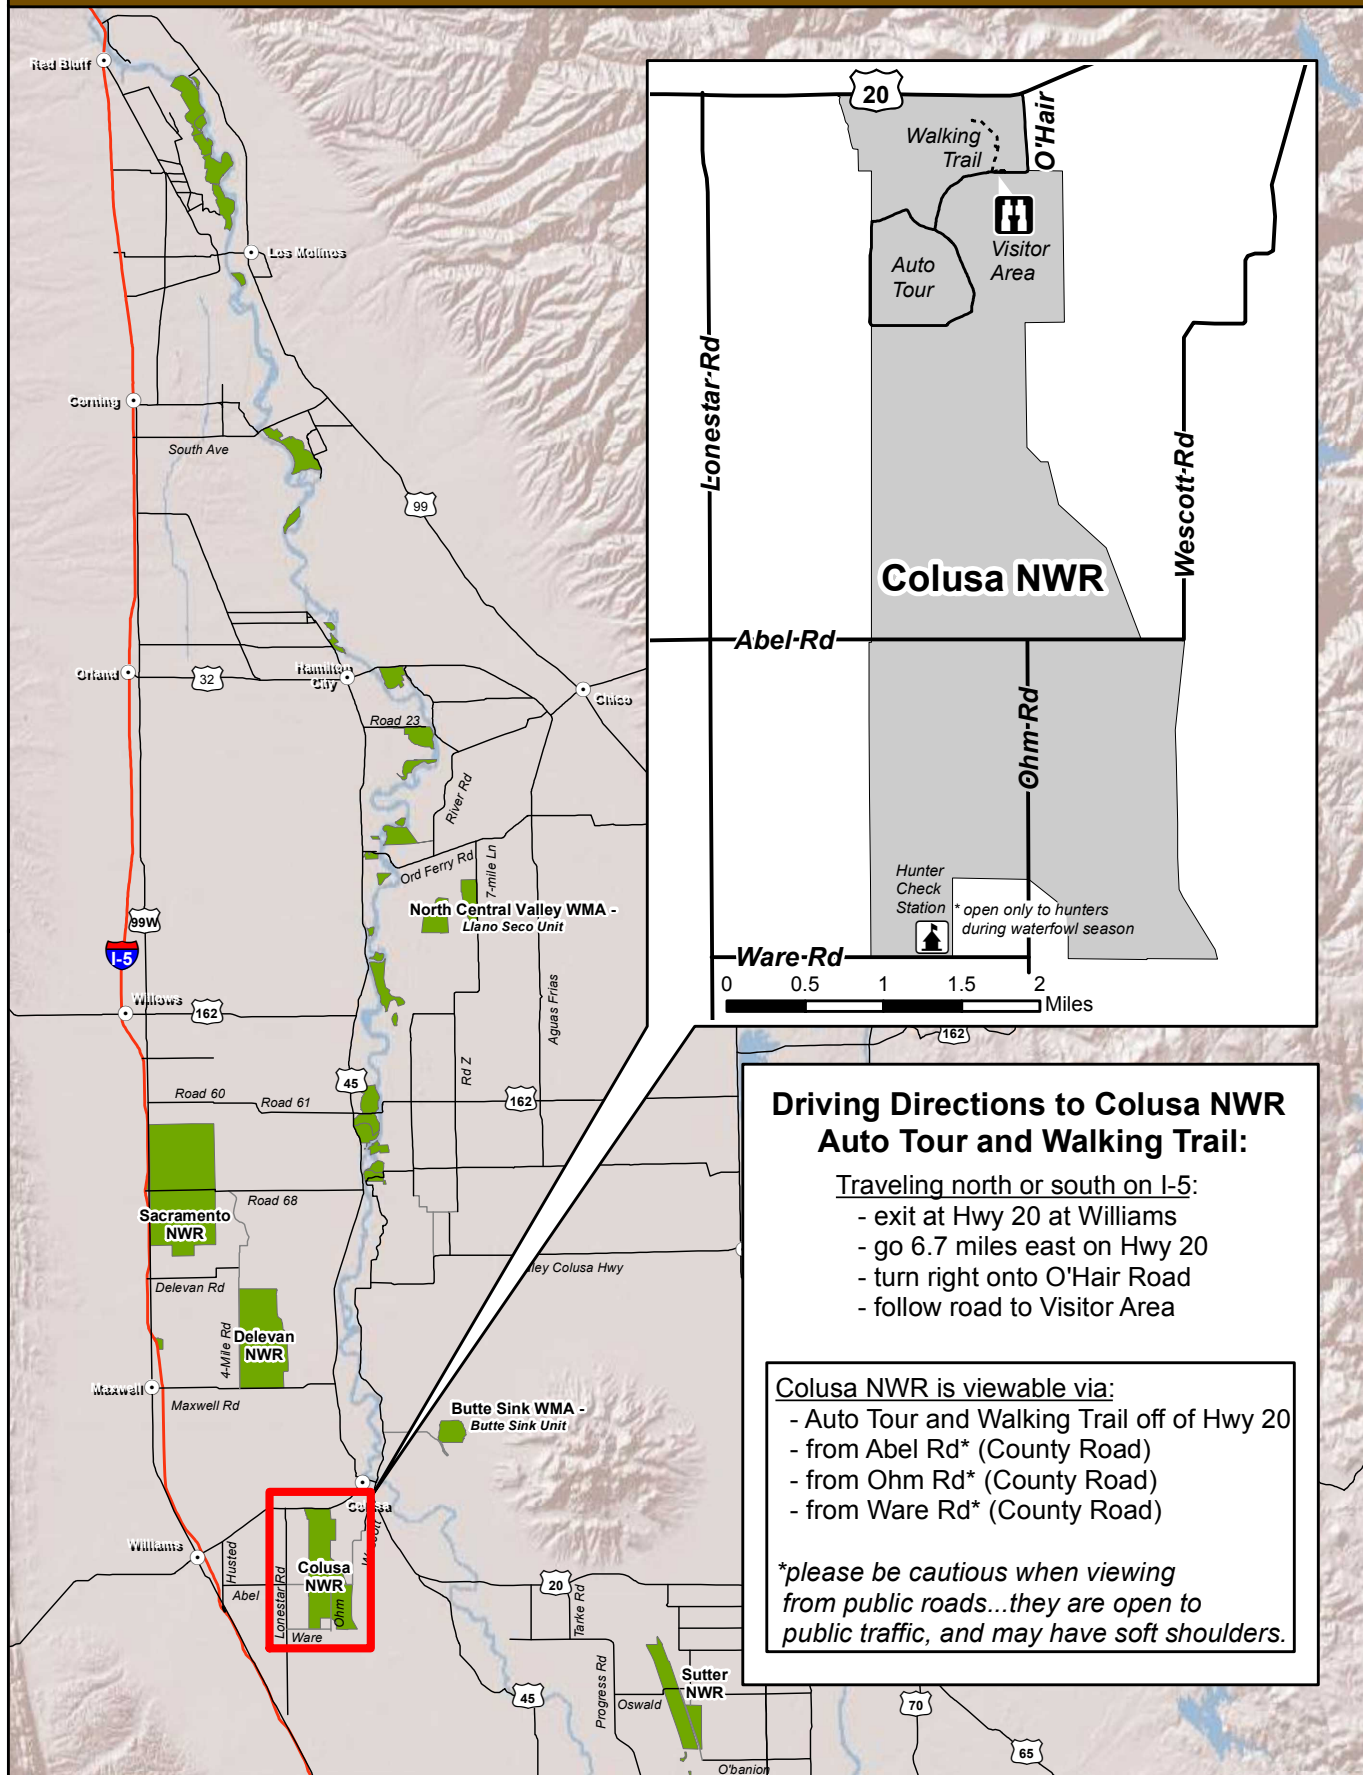 Red Bluff
Los Molinos
Corning
South Ave
99
Orland
32
Hamilton
City
Chico
Road 23
River Rd
Ord Ferry Rd
7-mile Ln
North Central Valley WMA -
Llano Seco Unit
99W
I-5
Willows
162
Aguas Frias
Rd Z
45
Road 60
Road 61
162
162
Road 68
Sacramento
NWR
Delevan Rd
4-Mile Rd
Delevan
NWR
ley Colusa Hwy
Maxwell
Maxwell Rd
Butte Sink WMA -
Butte Sink Unit
Colusa
Williams
Husted
Abel
Lonestar Rd
Colusa
NWR
Ohm
Ware
20
Tarke Rd
Progress Rd
45
Oswald
Sutter
NWR
O'banion
70
65
20
O'Hair
Walking
Trail
Visitor
Area
Auto
Tour
Lonestar Rd
Wescott Rd
Colusa NWR
Abel Rd
Ohm Rd
Hunter
Check
Station
* open only to hunters
during waterfowl season
Ware Rd
0 0.5 1 1.5 2
Miles
Driving Directions to Colusa NWR
Auto Tour and Walking Trail:
Traveling north or south on I-5:
- exit at Hwy 20 at Williams
- go 6.7 miles east on Hwy 20
- turn right onto O'Hair Road
- follow road to Visitor Area
Colusa NWR is viewable via:
- Auto Tour and Walking Trail off of Hwy 20
- from Abel Rd* (County Road)
- from Ohm Rd* (County Road)
- from Ware Rd* (County Road)
*please be cautious when viewing
from public roads...they are open to
public traffic, and may have soft shoulders.